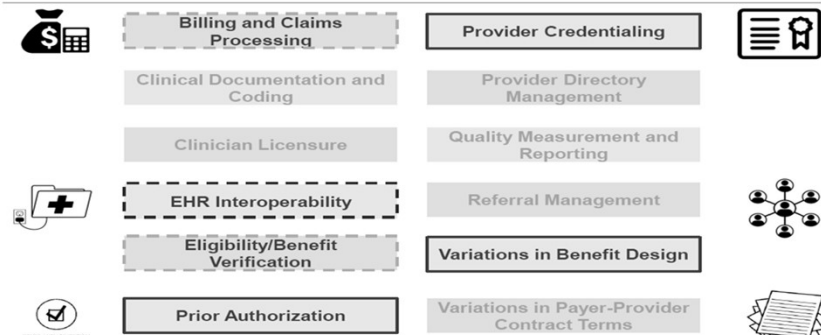 Billing and Claims
Processing
Provider Credentialing
Clinical Documentation and
Coding
Provider Directory
Management
Clinician Licensure
Quality Measurement and
Reporting
EHR Interoperability
Referral Management
Eligibility/Benefit
Verification
Variations in Benefit Design
Prior Authorization
Variations in Payer-Provider
Contract Terms